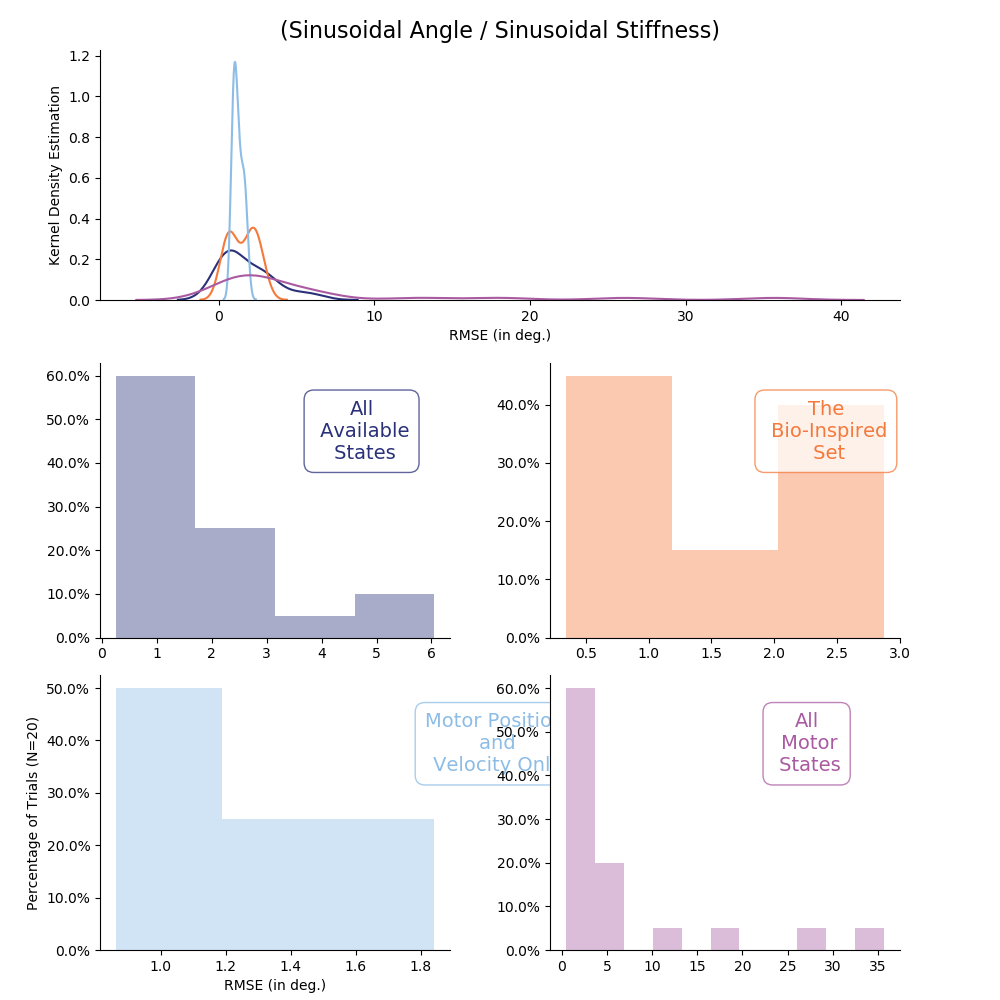 (Sinusoidal Angle / Sinusoidal Stiffness)
Kernel Density Estimation
1.2
1.0
0.8
0.6
0.4
0.2
0.0
0 10 20 30 40
RMSE (in deg.)
60.0%
50.0%
40.0%
30.0%
20.0%
10.0%
0.0%
0 1 2 3 4 5 6
All
Available
States
40.0%
30.0%
20.0%
10.0%
0.0%
0.5 1.0 1.5 2.0 2.5 3.0
The
Bio-Inspired
Set
Percentage of Trials (N=20)
50.0%
40.0%
30.0%
20.0%
10.0%
0.0%
1.0 1.2 1.4 1.6 1.8
RMSE (in deg.)
Motor Positio
and
Velocity Onl
60.0%
50.0%
40.0%
30.0%
20.0%
10.0%
0.0%
0 5 10 15 20 25 30 35
All
Motor
States